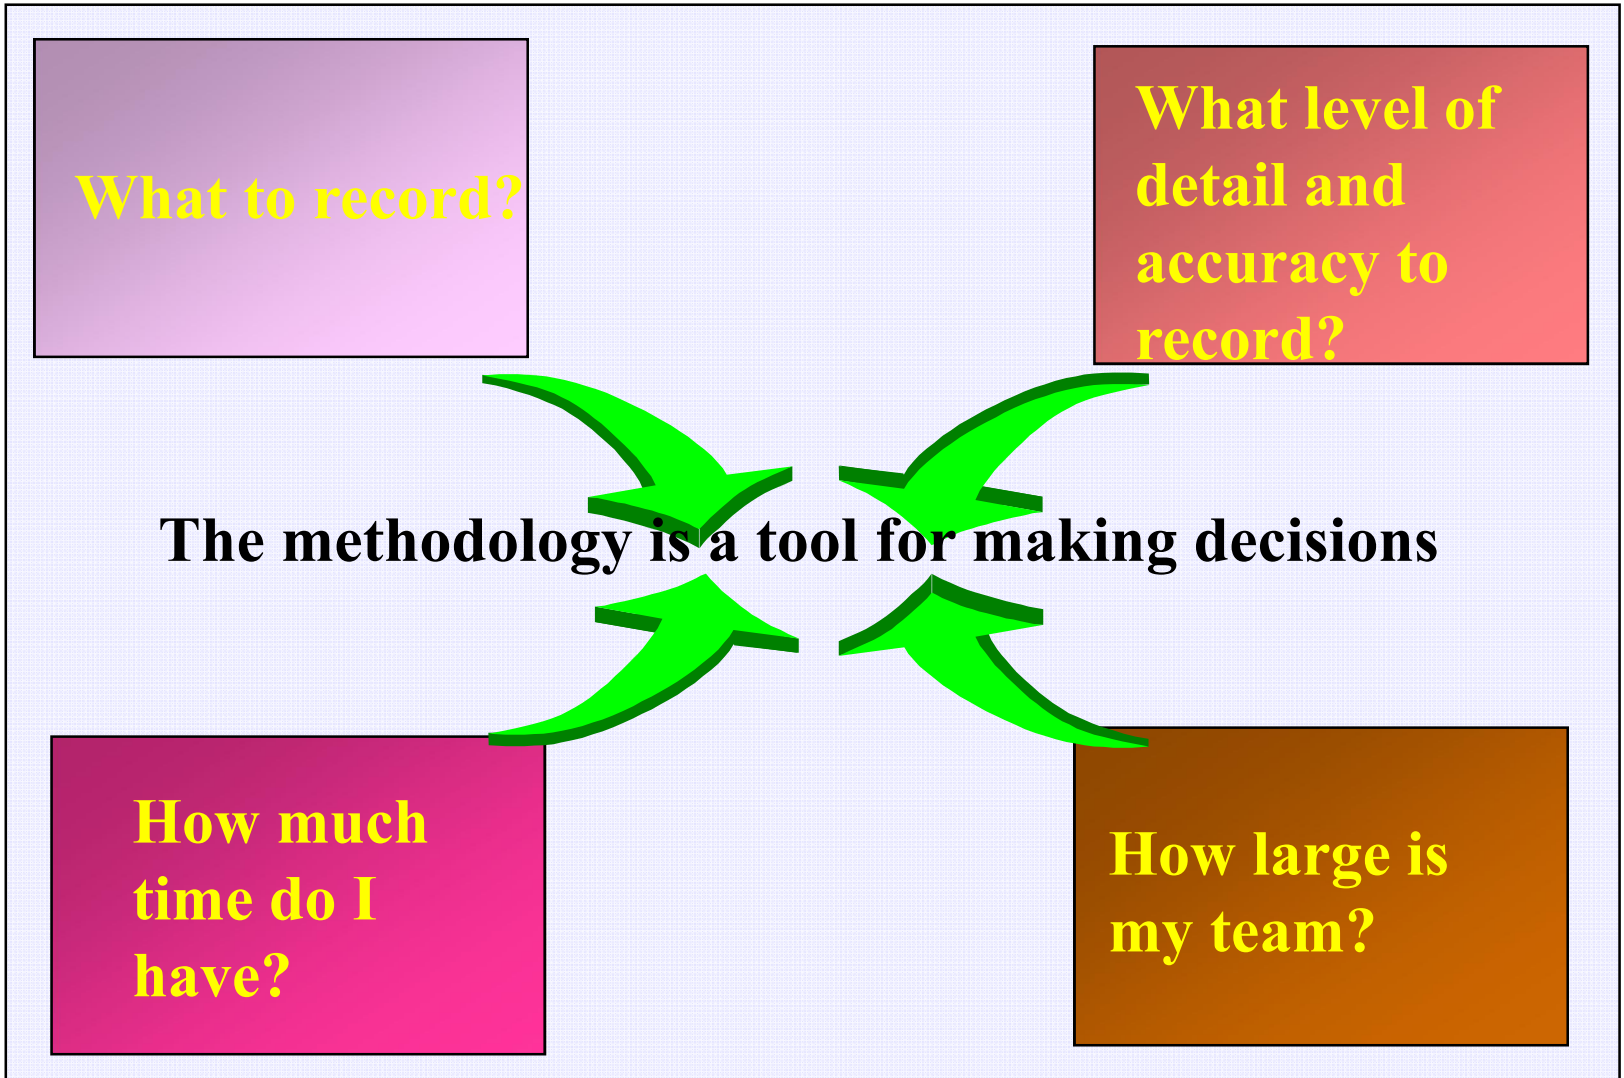 What to record?
What level of
detail and
accuracy to
record?
The methodology is a tool for making decisions
How much
time do I
have?
How large is
my team?